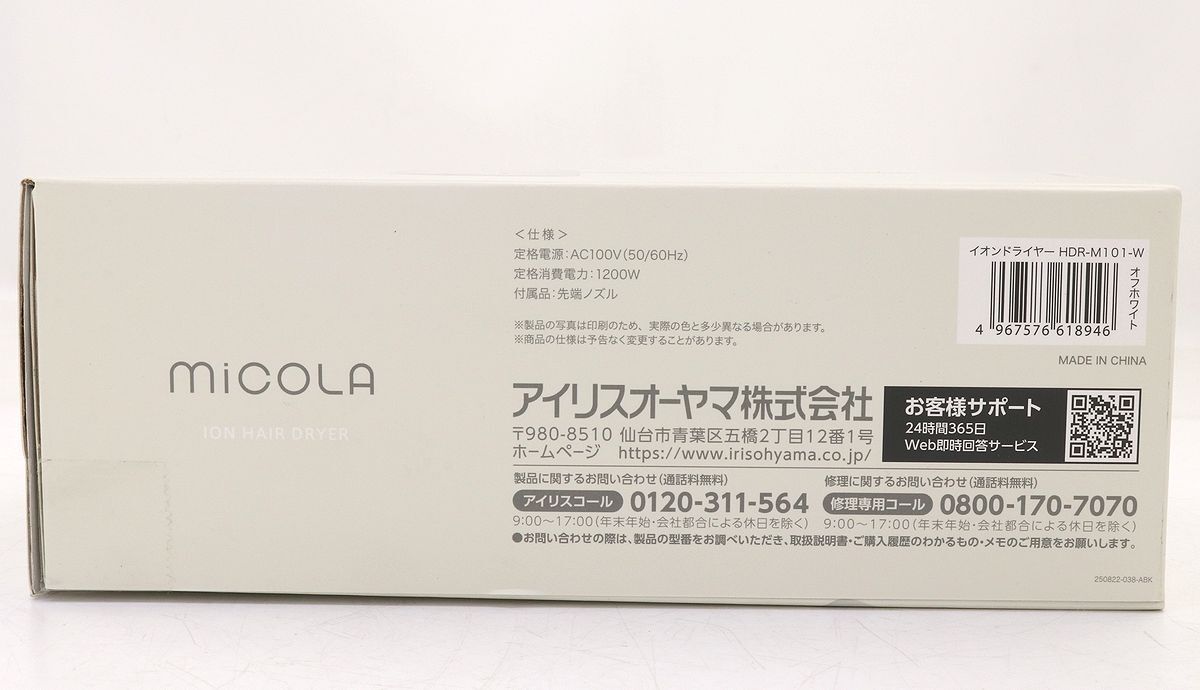 miCOLA
ION HAIR DRYER
＜仕様＞
定格電源：AC100V（50/60Hz）
定格消費電力：1200W
付属品：先端ノズル
※製品の写真は印刷のため、実際の色と多少異なる場合があります。
※商品の仕様は予告なく変更することがあります。
イオンドライヤー HDR-M101-W
オフホワイト
4 967576 618946
MADE IN CHINA
アイリスオーヤマ株式会社
〒980-8510 仙台市青葉区五橋2丁目12番1号
ホームページ https://www.irisohyama.co.jp/
お客様サポート
24時間365日
Web即時回答サービス
製品に関するお問い合わせ（通話料無料）
アイリスコール 0120-311-564
9:00〜17:00（年末年始・会社都合による休日を除く）
修理に関するお問い合わせ（通話料無料）
修理専用コール 0800-170-7070
9:00〜17:00（年末年始・会社都合による休日を除く）
●お問い合わせの際は、製品の型番をお調べいただき、取扱説明書・ご購入履歴のわかるもの・メモのご用意をお願いします。
250822-038-ABK